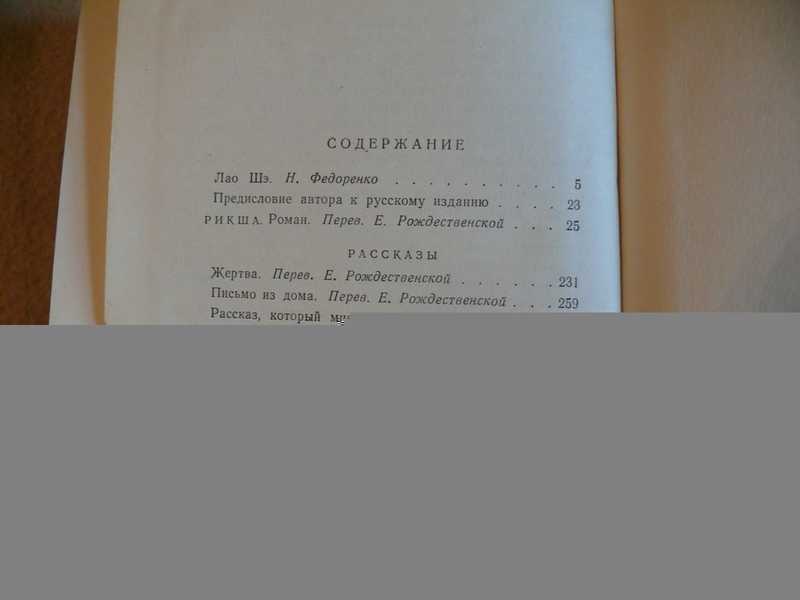 СОДЕРЖАНИЕ
Лао Шэ. Н. Федоренко . . . . . . . . . . 5
Предисловие автора к русскому изданию . . . . 23
РИКША. Роман. Перев. Е. Рождественской . . . 25
РАССКАЗЫ
Жертва. Перев. Е. Рождественской . . . . . . 231
Письмо из дома. Перев. Е. Рождественской . . . 259
Рассказ, который